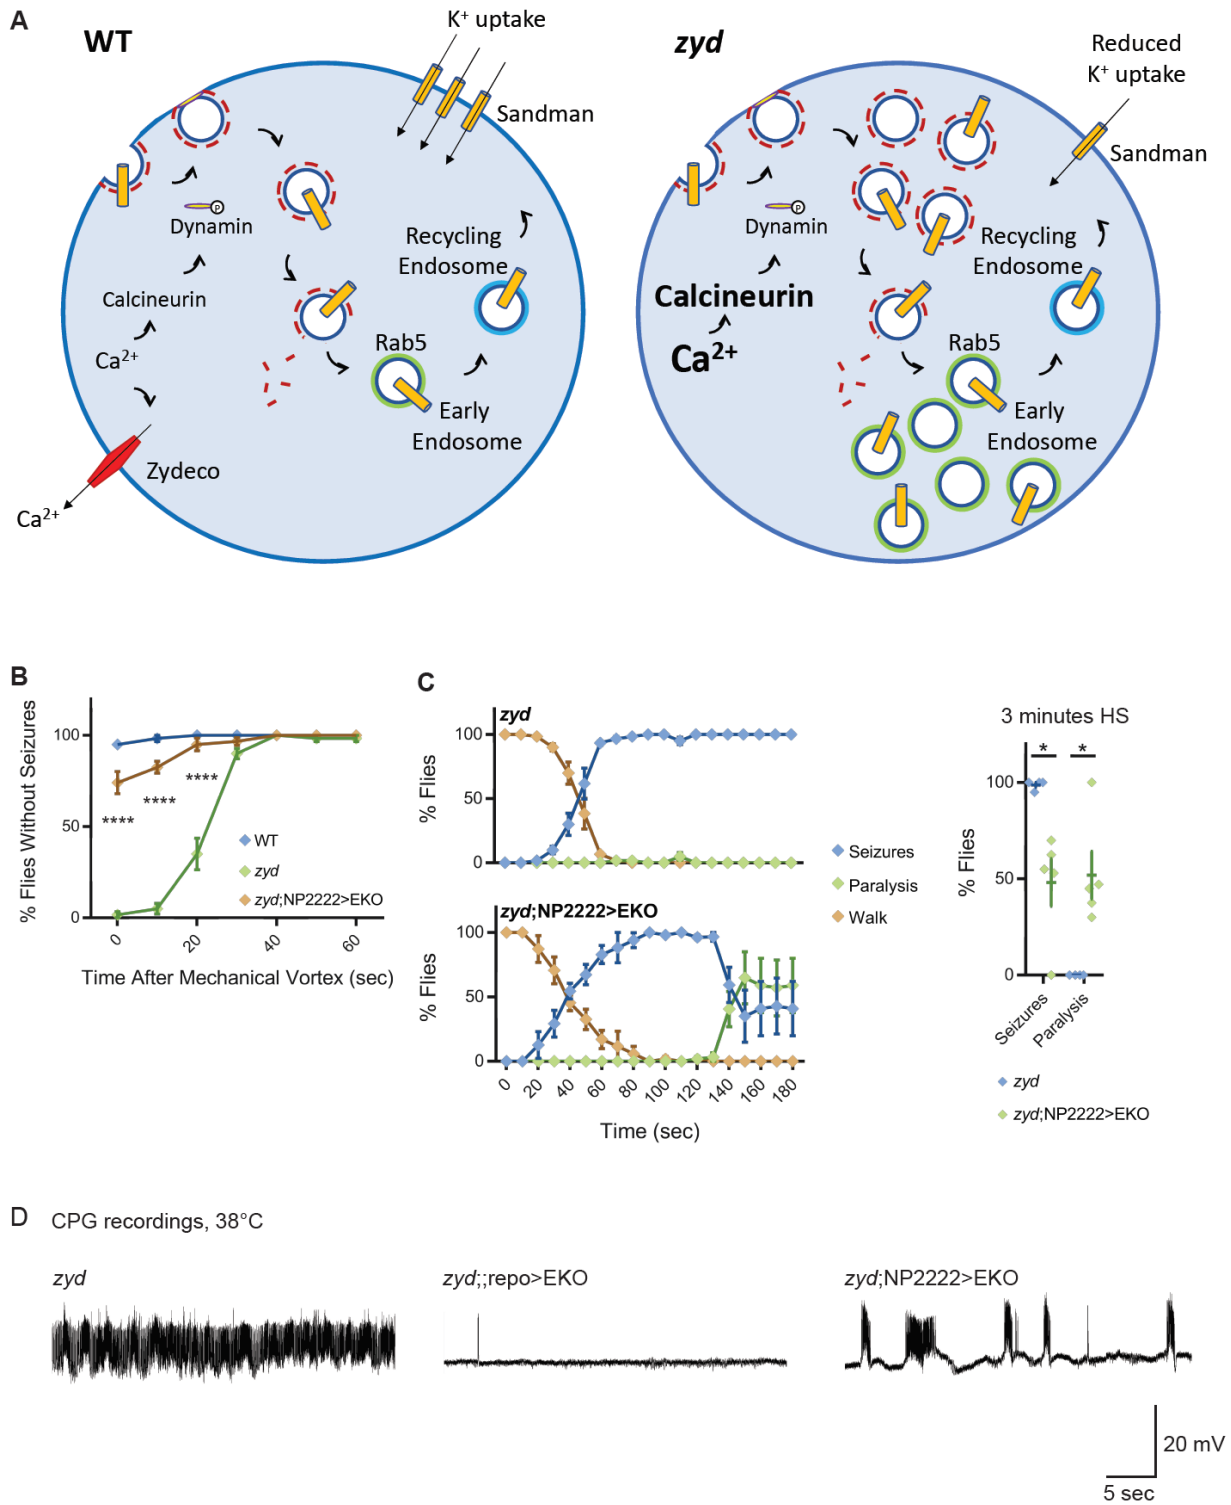 A
WT
K+ uptake
Sandman
Dynamin
P
Recycling
Endosome
Calcineurin
Ca2+
Rab5
Early
Endosome
Zydeco
Ca2+
zyd
Reduced
K+ uptake
Sandman
Dynamin
P
Recycling
Endosome
Calcineurin
Ca2+
Rab5
Early
Endosome
B
% Flies Without Seizures
100
50
0
****
****
****
WT
zyd
zyd;NP2222>EKO
0
20
40
60
Time After Mechanical Vortex (sec)
C
zyd
% Flies
100
50
0
zyd;NP2222>EKO
% Flies
100
50
0
0
20
40
60
80
100
120
140
160
180
Time (sec)
Seizures
Paralysis
Walk
3 minutes HS
* *
% Flies
100
50
0
Seizures
Paralysis
zyd
zyd;NP2222>EKO
D CPG recordings, 38°C
zyd
zyd;;repo>EKO
zyd;NP2222>EKO
20 mV
5 sec